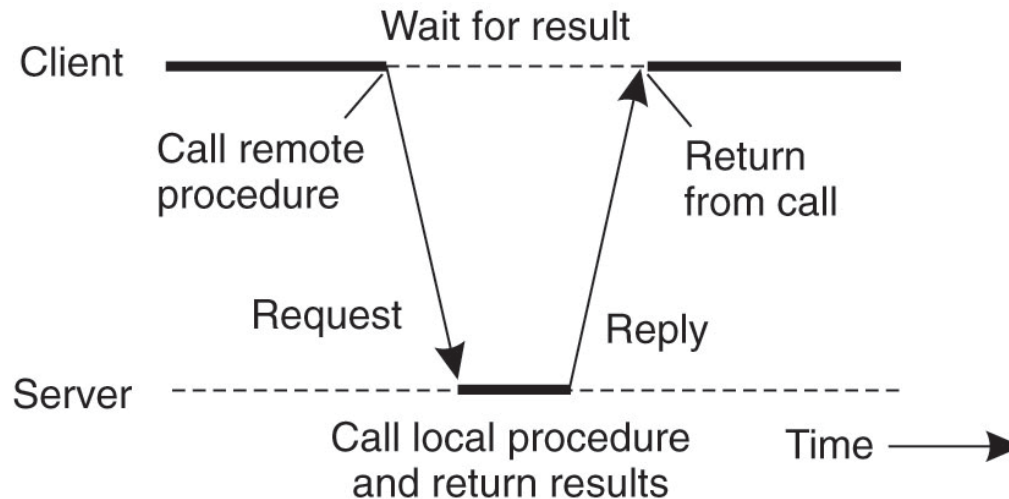 Wait for result
Client
Call remote
procedure
Return
from call
Request
Reply
Server
Call local procedure
and return results
Time